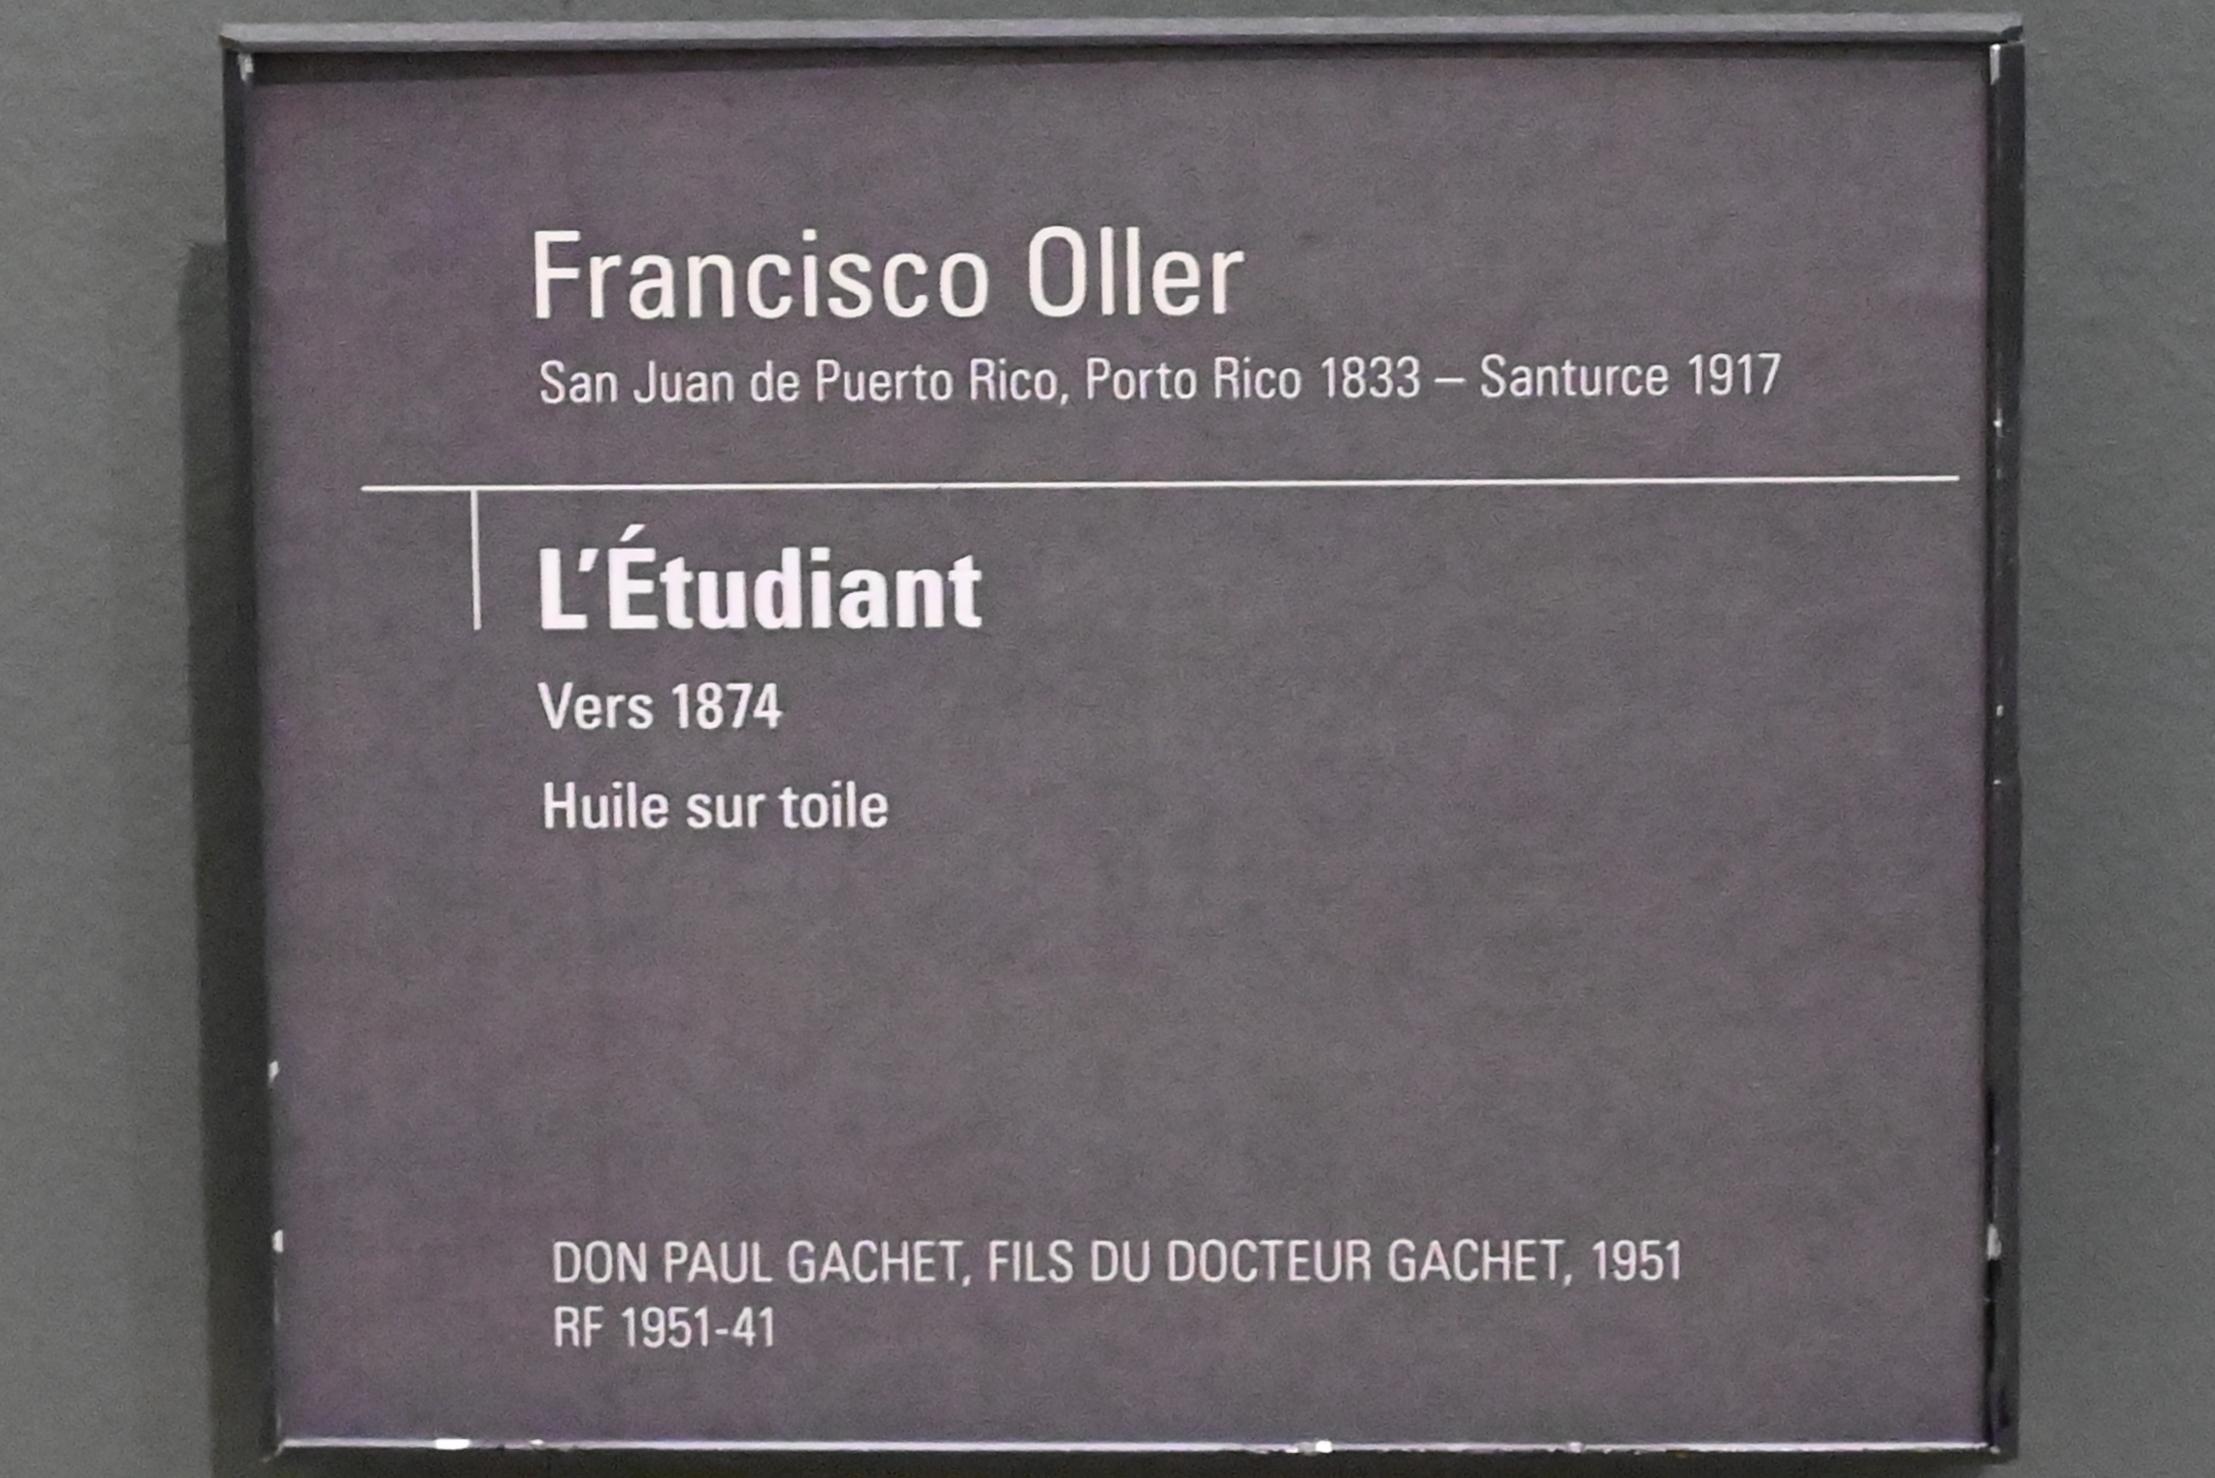 Francisco Oller
San Juan de Puerto Rico, Porto Rico 1833 – Santurce 1917
L'Étudiant
Vers 1874
Huile sur toile
DON PAUL GACHET, FILS DU DOCTEUR GACHET, 1951
RF 1951-41